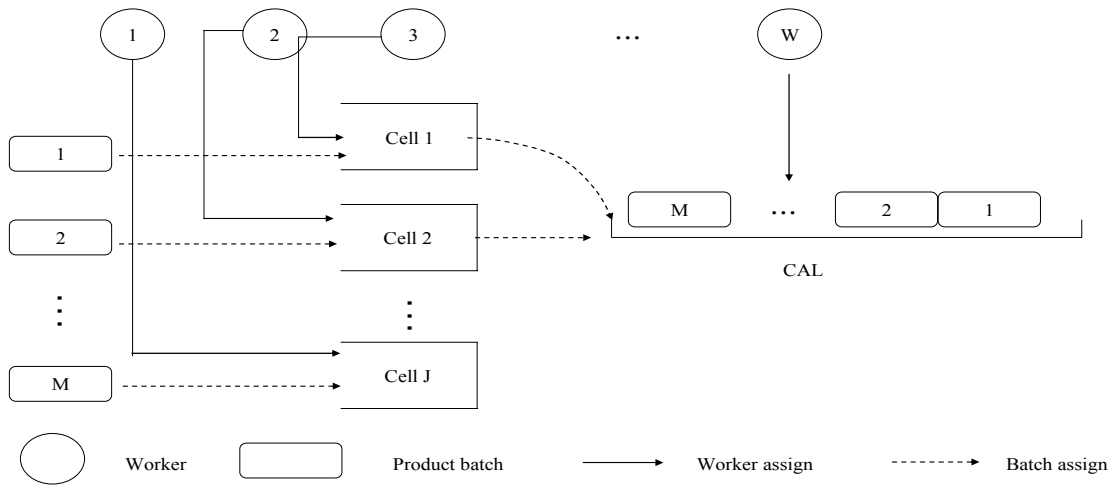 1 2 3 ... W
Cell 1
1
M ... 2 1
2
Cell 2
CAL
⋮ ⋮
Cell J
M
Worker Product batch Worker assign Batch assign